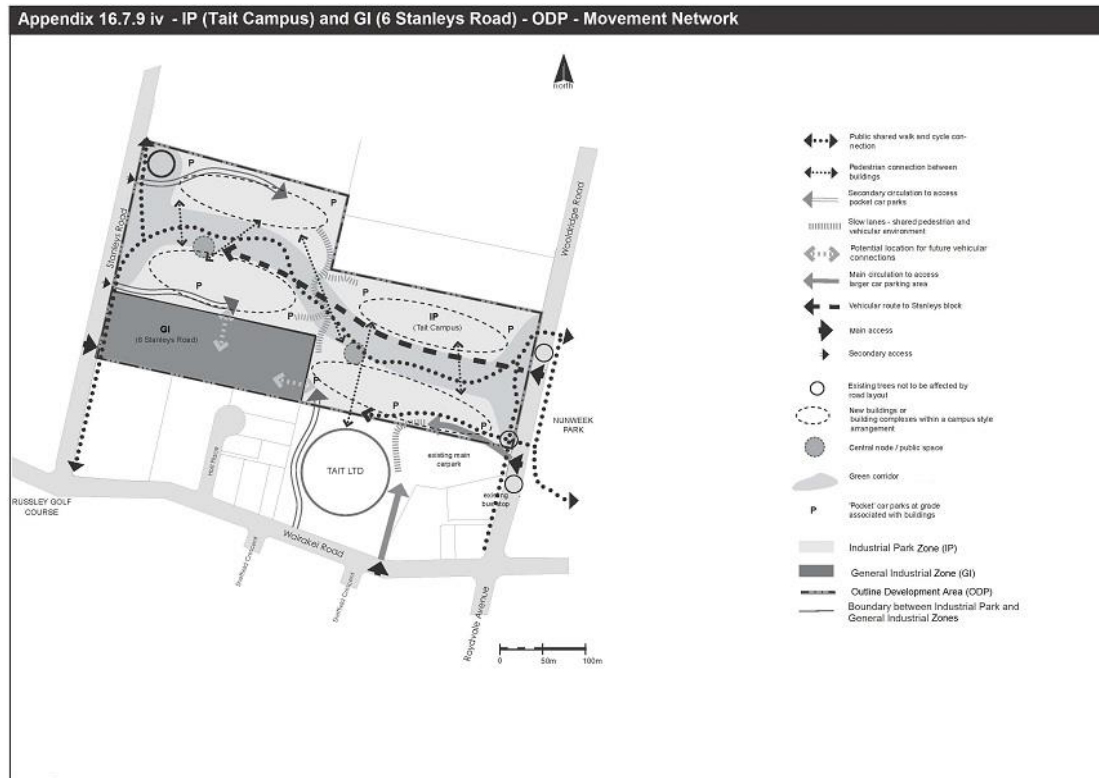 Appendix 16.7.9 iv - IP (Tait Campus) and GI (6 Stanleys Road) - ODP - Movement Network
north
Stanleys Road
Wooldridge Road
P
P
P
P
P
P
P
P
P
P
P
P
IP
(Tait Campus)
GI
(6 Stanleys Road)
NUNWEEK
PARK
TAIT LTD
existing main
carpark
existing
bus stop
RUSSLEY GOLF
COURSE
Wairakei Road
Sheffield Crescent
Sheffield Crescent
Roydvale Avenue
0 50m 100m
Public shared walk and cycle con-
nection
Pedestrian connection between
buildings
Secondary circulation to access
pocket car parks
Slow lanes - shared pedestrian and
vehicular environment
Potential location for future vehicular
connections
Main circulation to access
larger car parking area
Vehicular route to Stanleys block
Main access
Secondary access
Existing trees not to be affected by
road layout
New buildings or
building complexes within a campus style
arrangement
Central node / public space
Green corridor
P
'Pocket' car parks at grade
associated with buildings
Industrial Park Zone (IP)
General Industrial Zone (GI)
Outline Development Area (ODP)
Boundary between Industrial Park and
General Industrial Zones